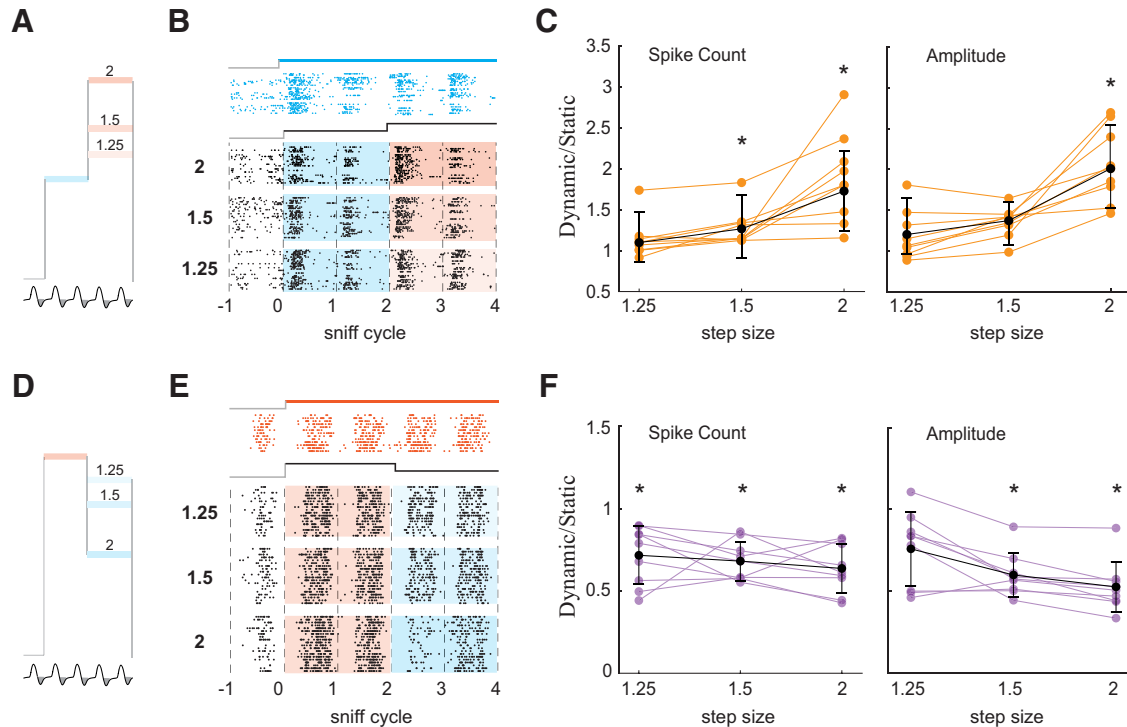 A
2
1.5
1.25
B
2
1.5
1.25
-1 0 1 2 3 4
sniff cycle
C
Dynamic/Static
3.5
3
2.5
2
1.5
1
0.5
Spike Count
*
*
1.25 1.5 2
step size
Amplitude
*
1.25 1.5 2
step size
D
1.25
1.5
2
E
1.25
1.5
2
-1 0 1 2 3 4
sniff cycle
F
Dynamic/Static
1.5
1
0.5
0
Spike Count
* * *
1.25 1.5 2
step size
Amplitude
* *
1.25 1.5 2
step size